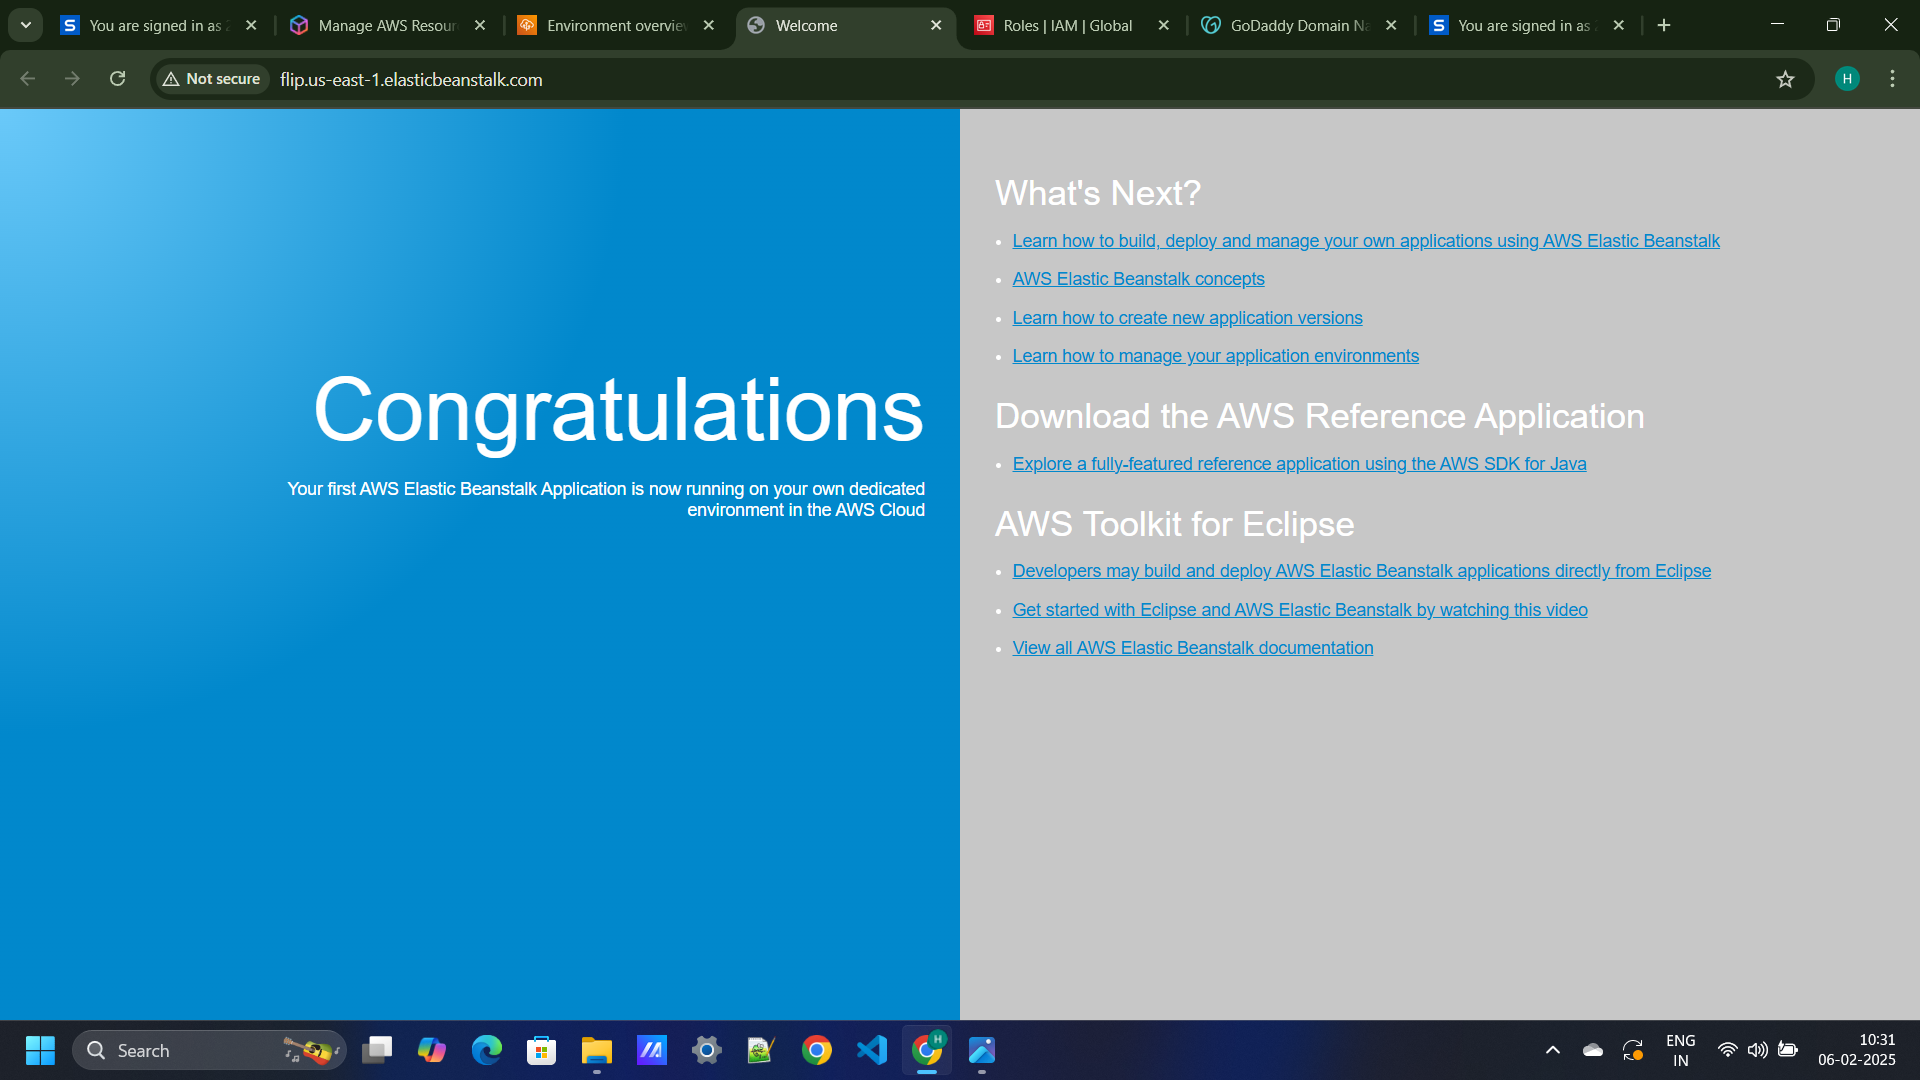 You are signed in as
Manage AWS Resour
Environment overvie
Welcome
Roles | IAM | Global
GoDaddy Domain Na
You are signed in as
Not secure
flip.us-east-1.elasticbeanstalk.com
H
Congratulations
Your first AWS Elastic Beanstalk Application is now running on your own dedicated
environment in the AWS Cloud
What's Next?
Learn how to build, deploy and manage your own applications using AWS Elastic Beanstalk
AWS Elastic Beanstalk concepts
Learn how to create new application versions
Learn how to manage your application environments
Download the AWS Reference Application
Explore a fully-featured reference application using the AWS SDK for Java
AWS Toolkit for Eclipse
Developers may build and deploy AWS Elastic Beanstalk applications directly from Eclipse
Get started with Eclipse and AWS Elastic Beanstalk by watching this video
View all AWS Elastic Beanstalk documentation
Search
H
ENG
IN
10:31
06-02-2025